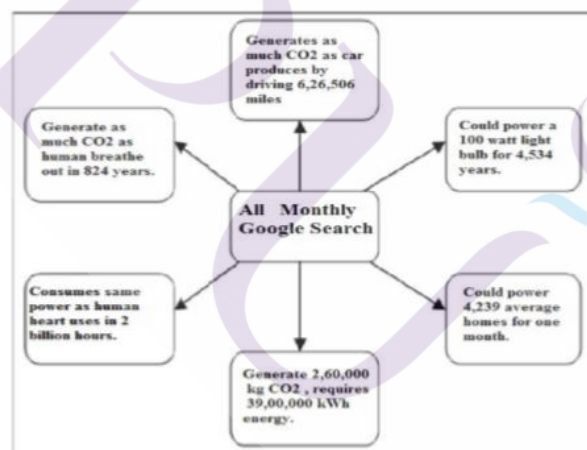 Generates as
much CO2 as car
produces by
driving 6,26,506
miles
Generate as
much CO2 as
human breathe
out in 824 years.
Could power a
100 watt light
bulb for 4,534
years.
All Monthly
Google Search
Consumes same
power as human
heart uses in 2
billion hours.
Could power
4,239 average
homes for one
month.
Generate 2,60,000
kg CO2 , requires
39,00,000 kWh
energy.